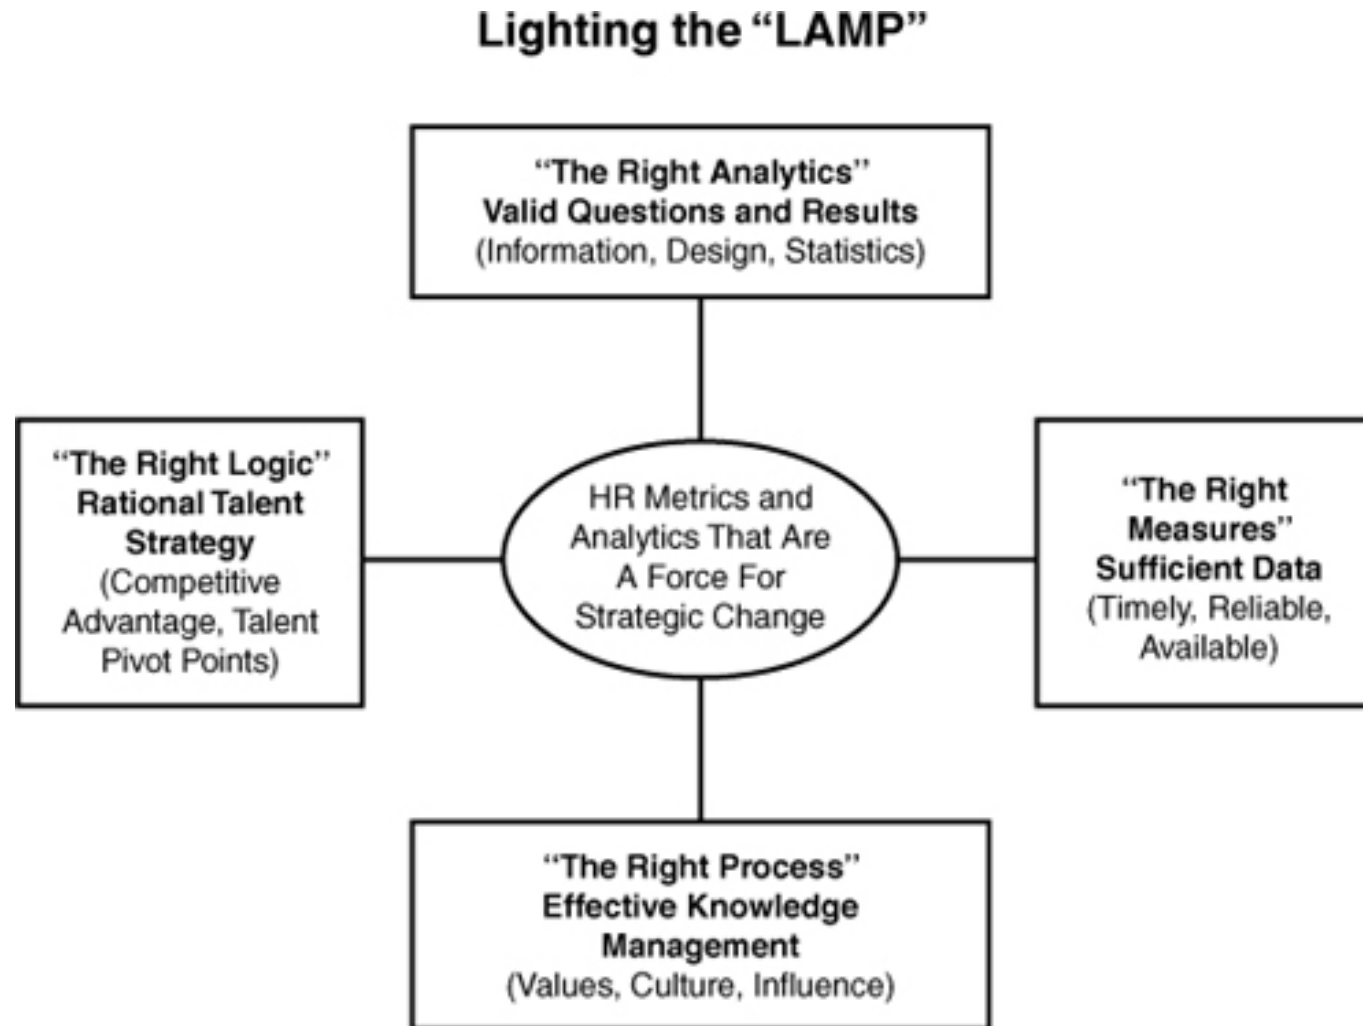 Lighting the “LAMP”
“The Right Analytics”
Valid Questions and Results
(Information, Design, Statistics)
“The Right Logic”
Rational Talent
Strategy
(Competitive
Advantage, Talent
Pivot Points)
HR Metrics and
Analytics That Are
A Force For
Strategic Change
“The Right
Measures”
Sufficient Data
(Timely, Reliable,
Available)
“The Right Process”
Effective Knowledge
Management
(Values, Culture, Influence)